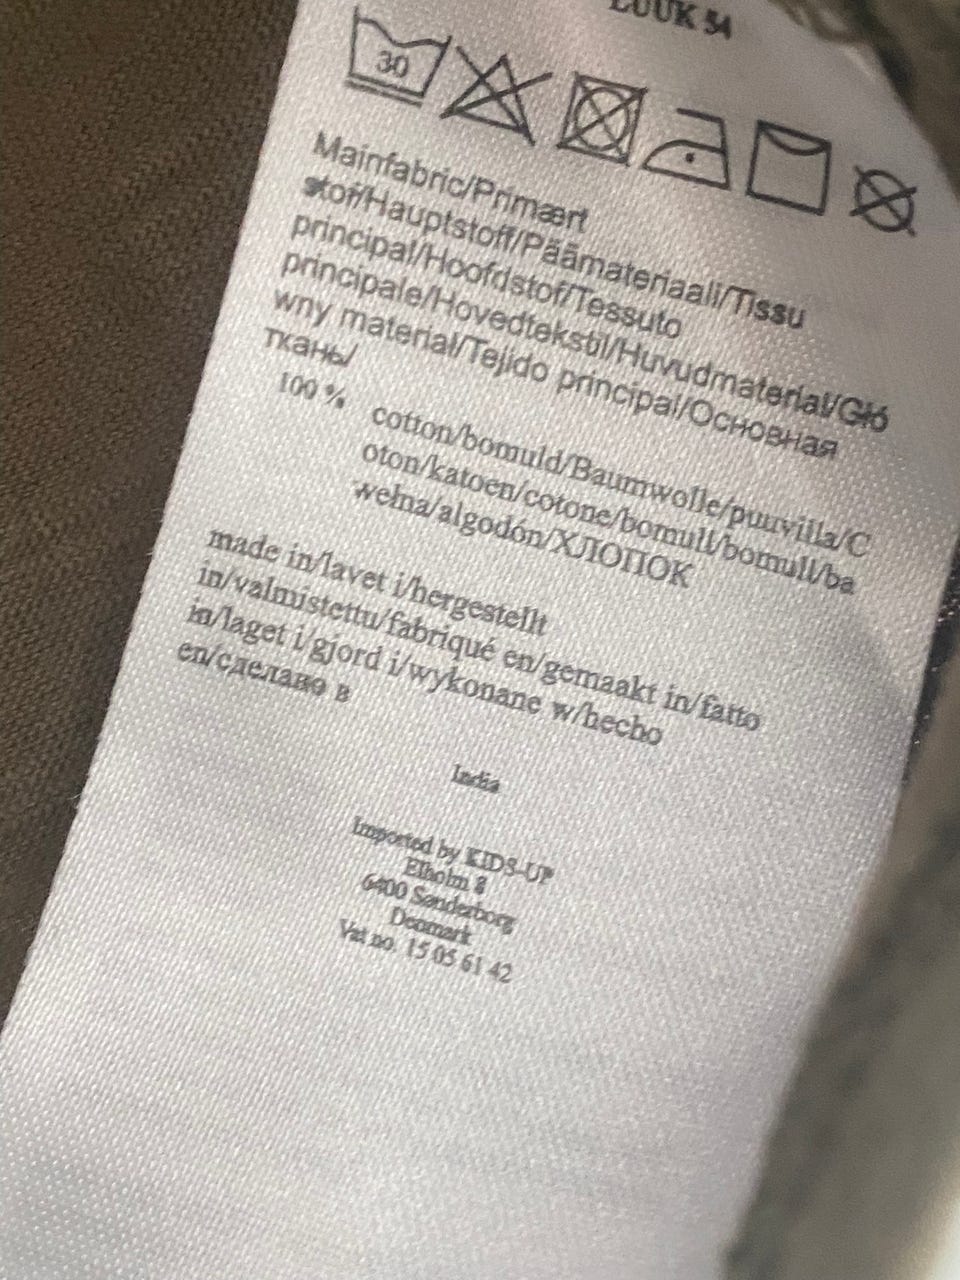 LUUK 54
30
Mainfabric/Primært
stof/Hauptstoff/Päämateriaali/Tissu
principal/Hoofdstof/Tessuto
principale/Hovedtekstil/Huvudmaterial/Głó
wny material/Tejido principal/Основная
ткань/
100 %
cotton/bomuld/Baumwolle/puuvilla/C
oton/katoen/cotone/bomull/bomull/ba
wełna/algodón/ХЛОПОК
made in/lavet i/hergestellt
in/valmistettu/fabriqué en/gemaakt in/fatto
in/laget i/gjord i/wykonane w/hecho
en/сделано в
India
Imported by KIDS-UP
Elholm 8
6400 Sønderborg
Denmark
Vat no. 15 05 61 42